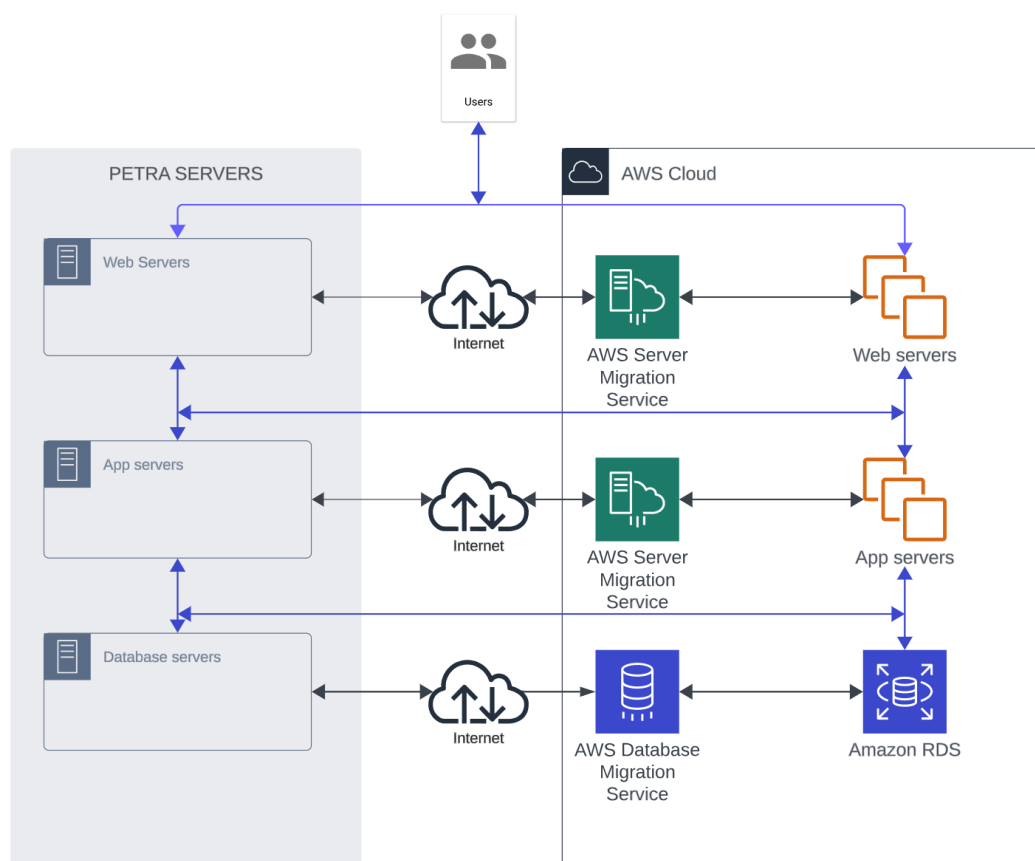 Users
PETRA SERVERS
AWS Cloud
Web Servers
Internet
AWS Server
Migration
Service
Web servers
App servers
Internet
AWS Server
Migration
Service
App servers
Database servers
Internet
AWS Database
Migration
Service
Amazon RDS